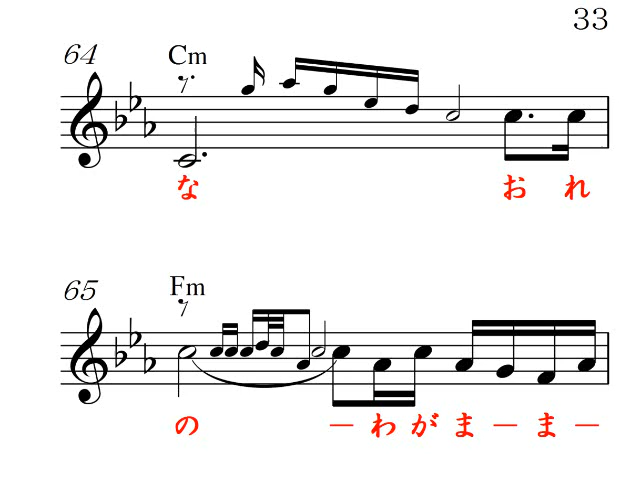 33
64
Cm
な お れ
65
Fm
の ー わ が ま ー ま ー